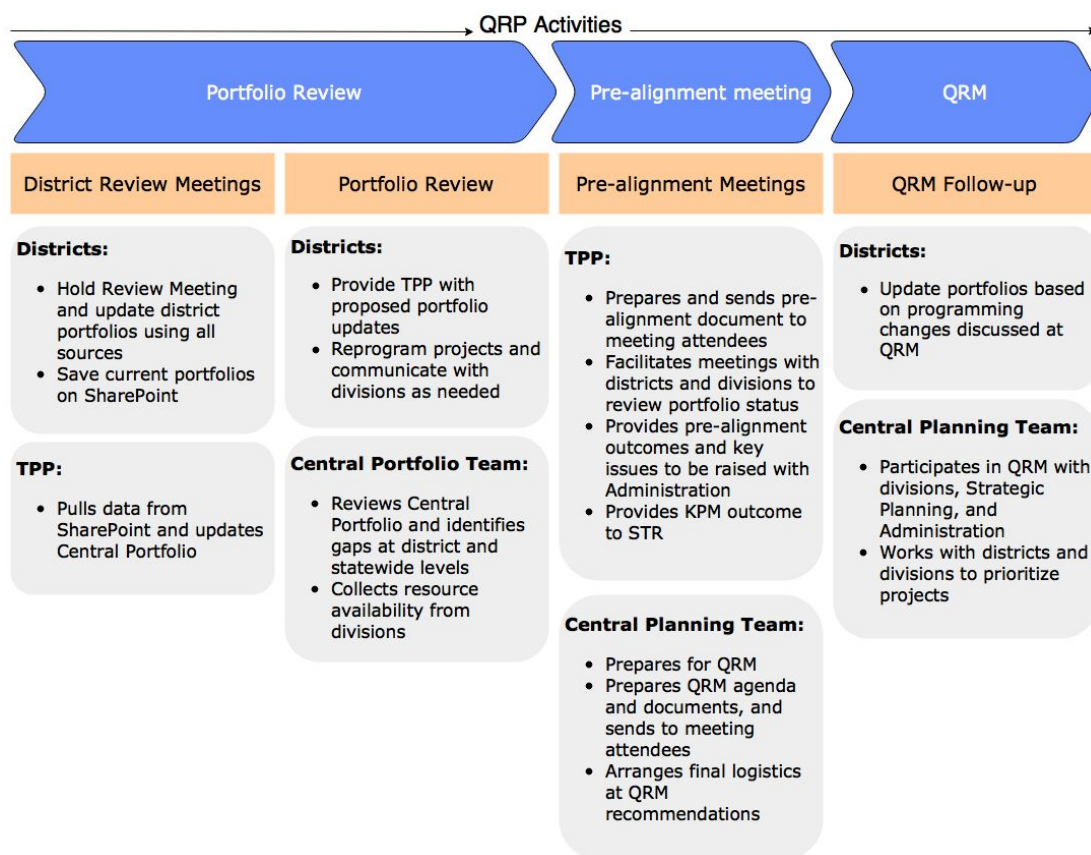 QRP Activities
Portfolio Review
Pre-alignment meeting
QRM
District Review Meetings
Portfolio Review
Pre-alignment Meetings
QRM Follow-up
Districts:
• Hold Review Meeting
and update district
portfolios using all
sources
• Save current portfolios
on SharePoint
TPP:
• Pulls data from
SharePoint and updates
Central Portfolio
Districts:
• Provide TPP with
proposed portfolio
updates
• Reprogram projects and
communicate with
divisions as needed
Central Portfolio Team:
• Reviews Central
Portfolio and identifies
gaps at district and
statewide levels
• Collects resource
availability from
divisions
TPP:
• Prepares and sends pre-
alignment document to
meeting attendees
• Facilitates meetings with
districts and divisions to
review portfolio status
• Provides pre-alignment
outcomes and key
issues to be raised with
Administration
• Provides KPM outcome
to STR
Central Planning Team:
• Prepares for QRM
• Prepares QRM agenda
and documents, and
sends to meeting
attendees
• Arranges final logistics
at QRM
recommendations
Districts:
• Update portfolios based
on programming
changes discussed at
QRM
Central Planning Team:
• Participates in QRM with
divisions, Strategic
Planning, and
Administration
• Works with districts and
divisions to prioritize
projects